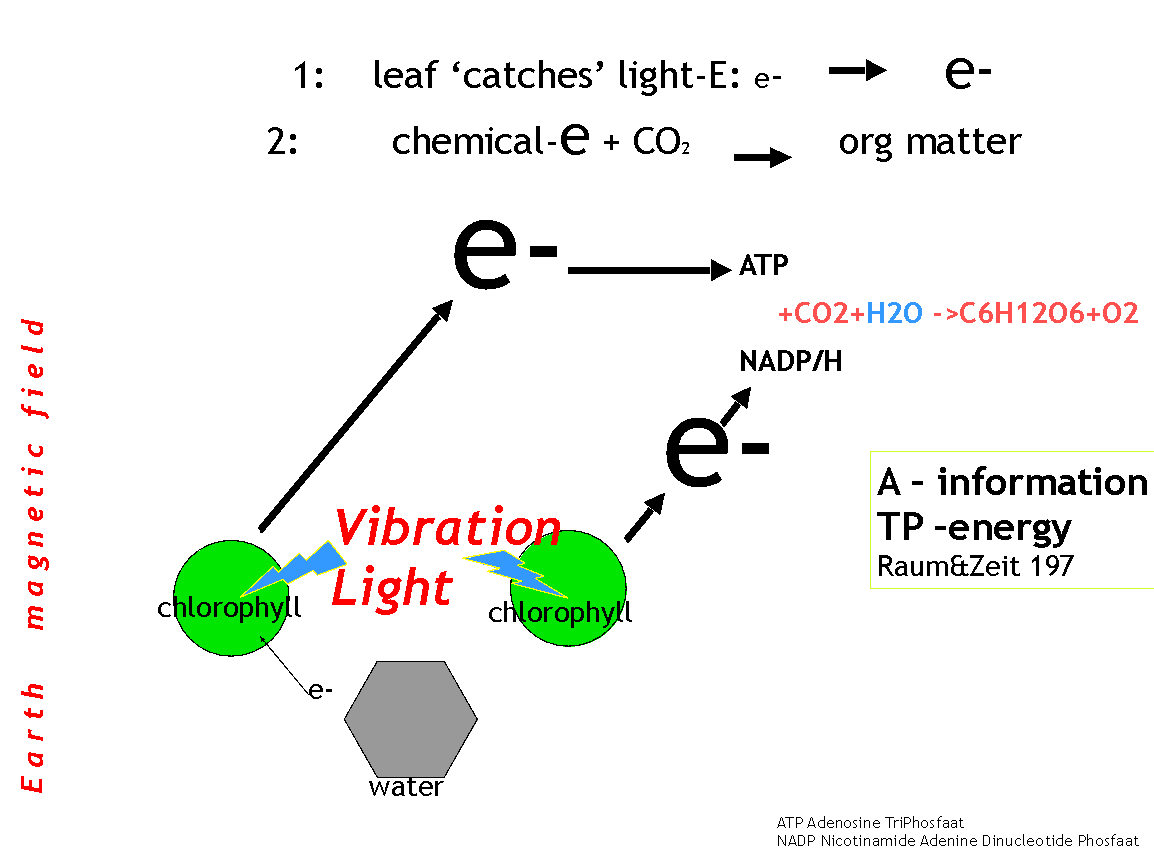 1: leaf ‘catches’ light-E: e- e-
2: chemical-e + CO₂ org matter
e-
ATP
+CO2+H2O ->C6H12O6+O2
NADP/H
e-
Earth magnetic field
A – information
TP –energy
Raum&Zeit 197
Vibration
Light
chlorophyll
chlorophyll
e-
water
ATP Adenosine TriPhosfaat
NADP Nicotinamide Adenine Dinucleotide Phosfaat